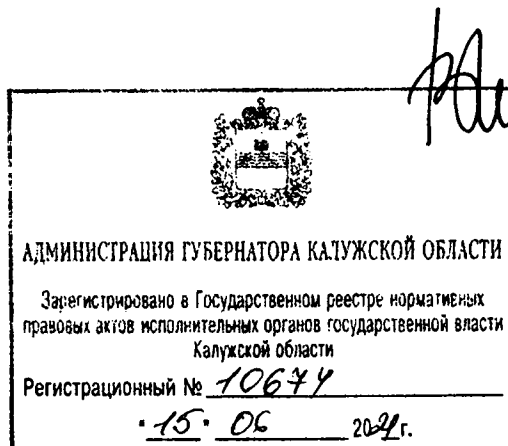 АДМИНИСТРАЦИЯ ГУБЕРНАТОРА КАЛУЖСКОЙ ОБЛАСТИ
Зарегистрировано в Государственном реестре нормативных
правовых актов исполнительных органов государственной власти
Калужской области
Регистрационный № 10674
"15" 06 2021 г.